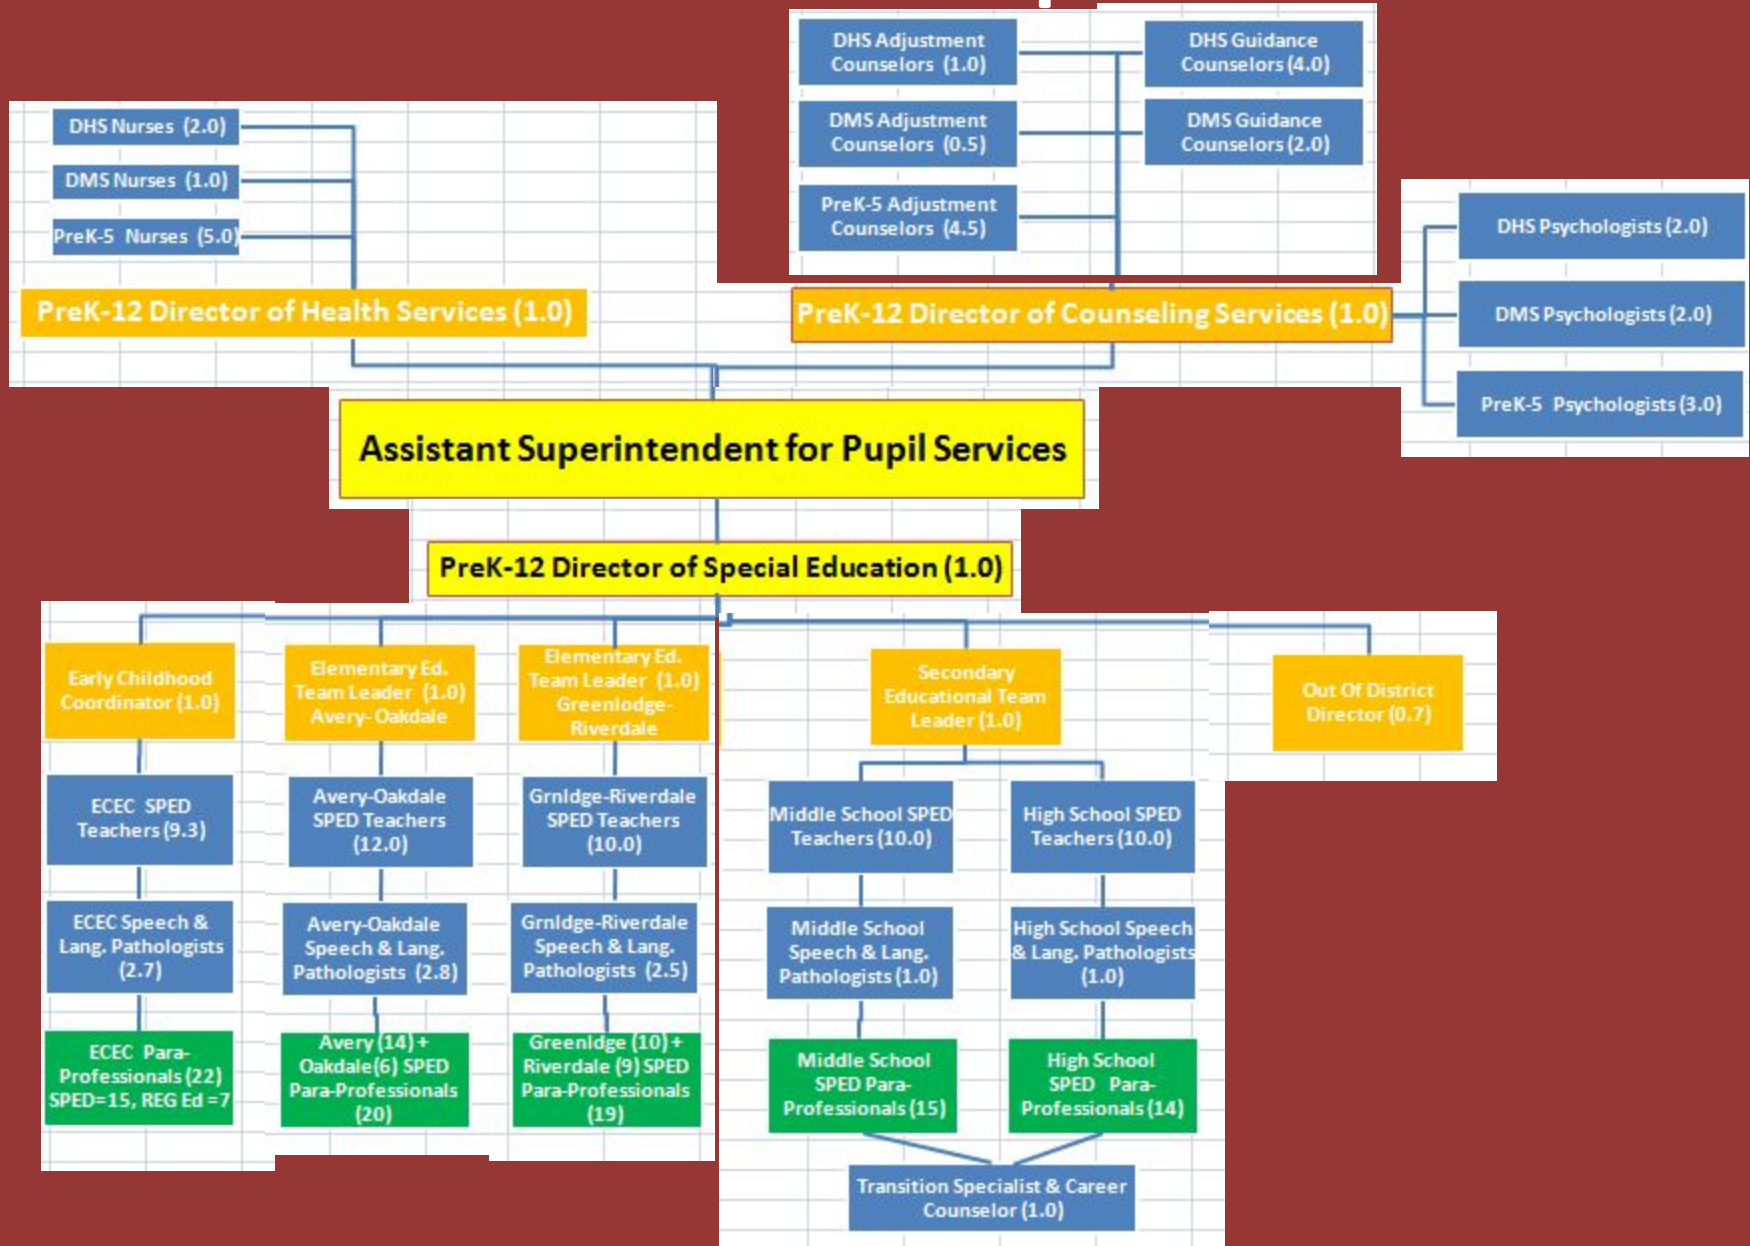 DHS Adjustment
Counselors (1.0)
DHS Guidance
Counselors (4.0)
DMS Adjustment
Counselors (0.5)
DMS Guidance
Counselors (2.0)
PreK-5 Adjustment
Counselors (4.5)
DHS Nurses (2.0)
DMS Nurses (1.0)
PreK-5 Nurses (5.0)
DHS Psychologists (2.0)
DMS Psychologists (2.0)
PreK-5 Psychologists (3.0)
PreK-12 Director of Health Services (1.0)
PreK-12 Director of Counseling Services (1.0)
Assistant Superintendent for Pupil Services
PreK-12 Director of Special Education (1.0)
Early Childhood
Coordinator (1.0)
Elementary Ed.
Team Leader (1.0)
Avery- Oakdale
Elementary Ed.
Team Leader (1.0)
Greenlodge-
Riverdale
Secondary
Educational Team
Leader (1.0)
Out Of District
Director (0.7)
ECEC SPED
Teachers (9.3)
Avery-Oakdale
SPED Teachers
(12.0)
Grnldge-Riverdale
SPED Teachers
(10.0)
Middle School SPED
Teachers (10.0)
High School SPED
Teachers (10.0)
ECEC Speech &
Lang. Pathologists
(2.7)
Avery-Oakdale
Speech & Lang.
Pathologists (2.8)
Grnldge-Riverdale
Speech & Lang.
Pathologists (2.5)
Middle School
Speech & Lang.
Pathologists (1.0)
High School Speech
& Lang. Pathologists
(1.0)
ECEC Para-
Professionals (22)
SPED=15, REG Ed =7
Avery (14) +
Oakdale(6) SPED
Para-Professionals
(20)
Greenldge (10) +
Riverdale (9) SPED
Para-Professionals
(19)
Middle School
SPED Para-
Professionals (15)
High School
SPED Para-
Professionals (14)
Transition Specialist & Career
Counselor (1.0)